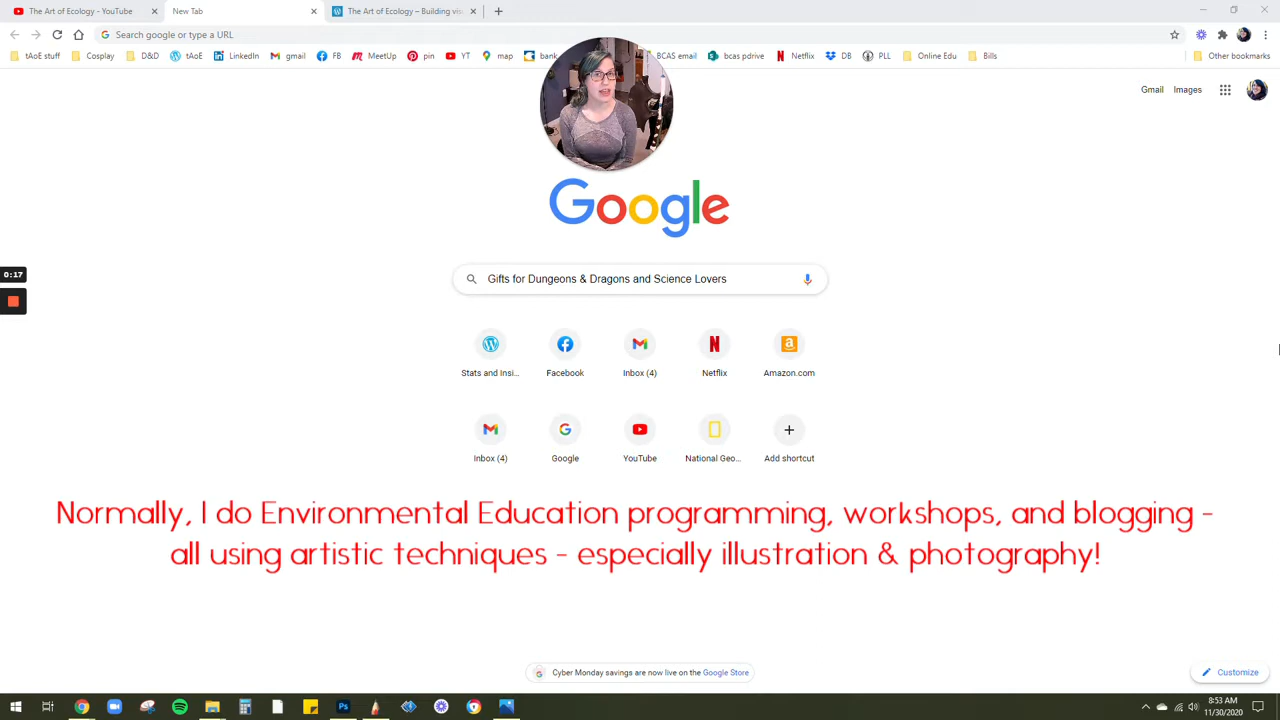 The Art of Ecology - YouTube
New Tab
The Art of Ecology – Building vis
Search google or type a URL
tAoE stuff
Cosplay
D&D
tAoE
LinkedIn
gmail
FB
MeetUp
pin
YT
map
bank
BCAS email
bcas pdrive
Netflix
DB
PLL
Online Edu
Bills
Other bookmarks
Gmail
Images
Google
0:17
Gifts for Dungeons & Dragons and Science Lovers
Stats and Insi...
Facebook
Inbox (4)
Netflix
Amazon.com
Inbox (4)
Google
YouTube
National Geo...
Add shortcut
Normally, I do Environmental Education programming, workshops, and blogging -
all using artistic techniques - especially illustration & photography!
Cyber Monday savings are now live on the Google Store
Customize
8:53 AM
11/30/2020